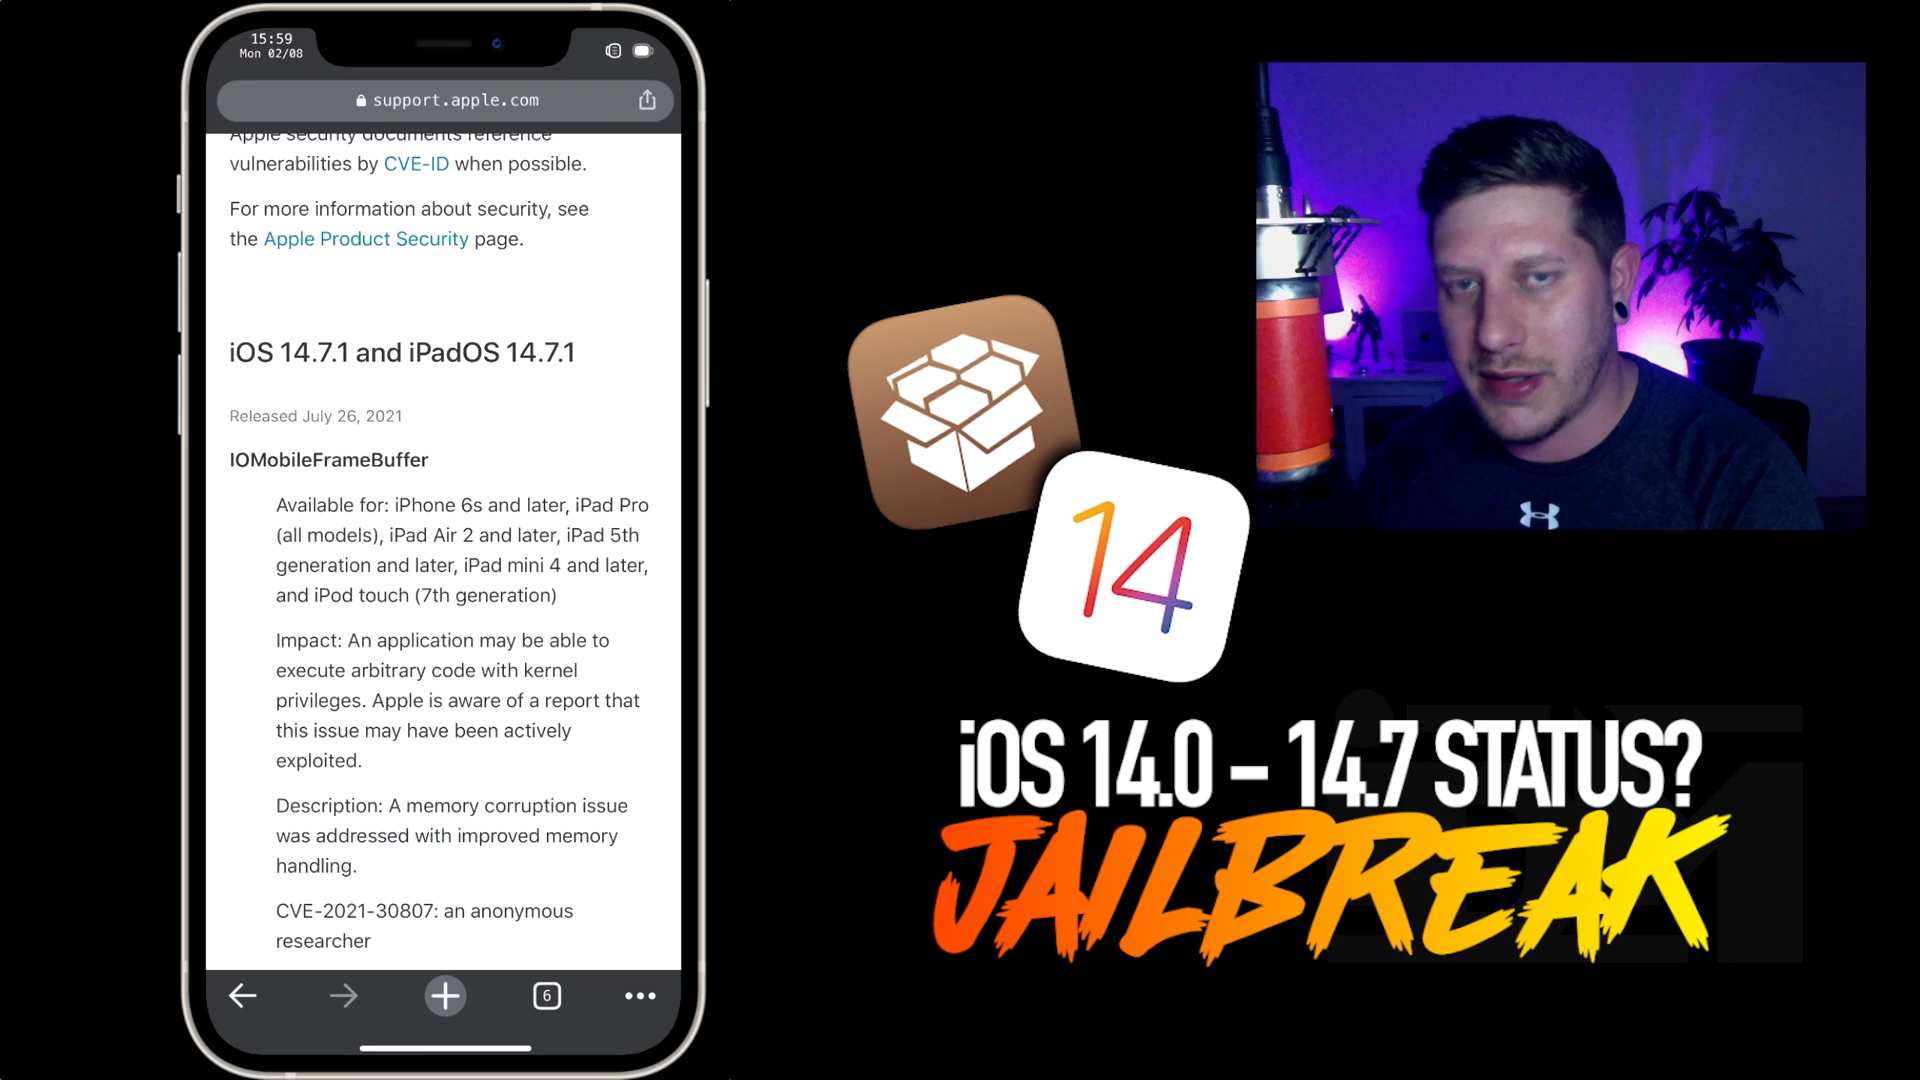 15:59
Mon 02/08
support.apple.com
Apple security documents reference
vulnerabilities by CVE-ID when possible.
For more information about security, see
the Apple Product Security page.
iOS 14.7.1 and iPadOS 14.7.1
Released July 26, 2021
IOMobileFrameBuffer
Available for: iPhone 6s and later, iPad Pro
(all models), iPad Air 2 and later, iPad 5th
generation and later, iPad mini 4 and later,
and iPod touch (7th generation)
Impact: An application may be able to
execute arbitrary code with kernel
privileges. Apple is aware of a report that
this issue may have been actively
exploited.
Description: A memory corruption issue
was addressed with improved memory
handling.
CVE-2021-30807: an anonymous
researcher
6
14
iOS 14.0 – 14.7 STATUS?
JAILBREAK